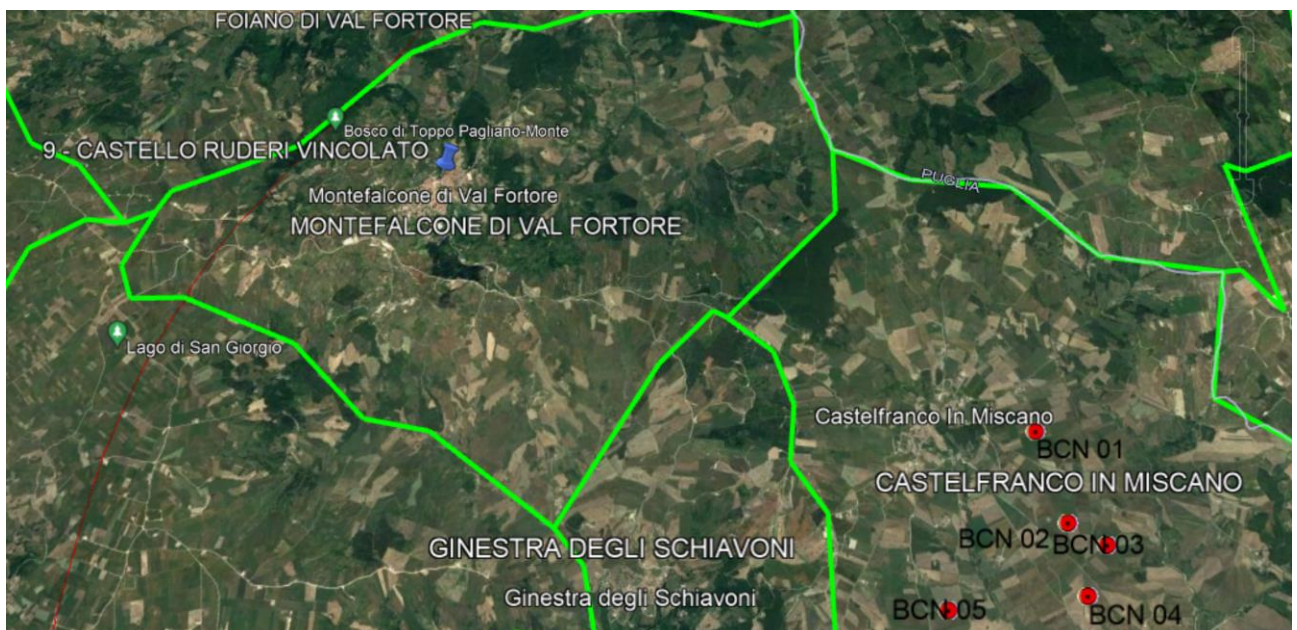 FOIANO DI VAL FORTORE
Bosco di Toppo Pagliano-Monte
9 - CASTELLO RUDERI VINCOLATO
PUGLIA
Montefalcone di Val Fortore
MONTEFALCONE DI VAL FORTORE
Lago di San Giorgio
Castelfranco In Miscano
BCN 01
CASTELFRANCO IN MISCANO
BCN 02
BCN 03
GINESTRA DEGLI SCHIAVONI
Ginestra degli Schiavoni
BCN 05
BCN 04